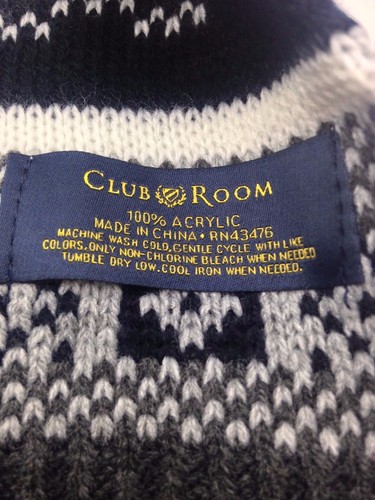 CLUB ROOM
100% ACRYLIC
MADE IN CHINA • RN43476
MACHINE WASH COLD, GENTLE CYCLE WITH LIKE
COLORS. ONLY NON-CHLORINE BLEACH WHEN NEEDED
TUMBLE DRY LOW. COOL IRON WHEN NEEDED.